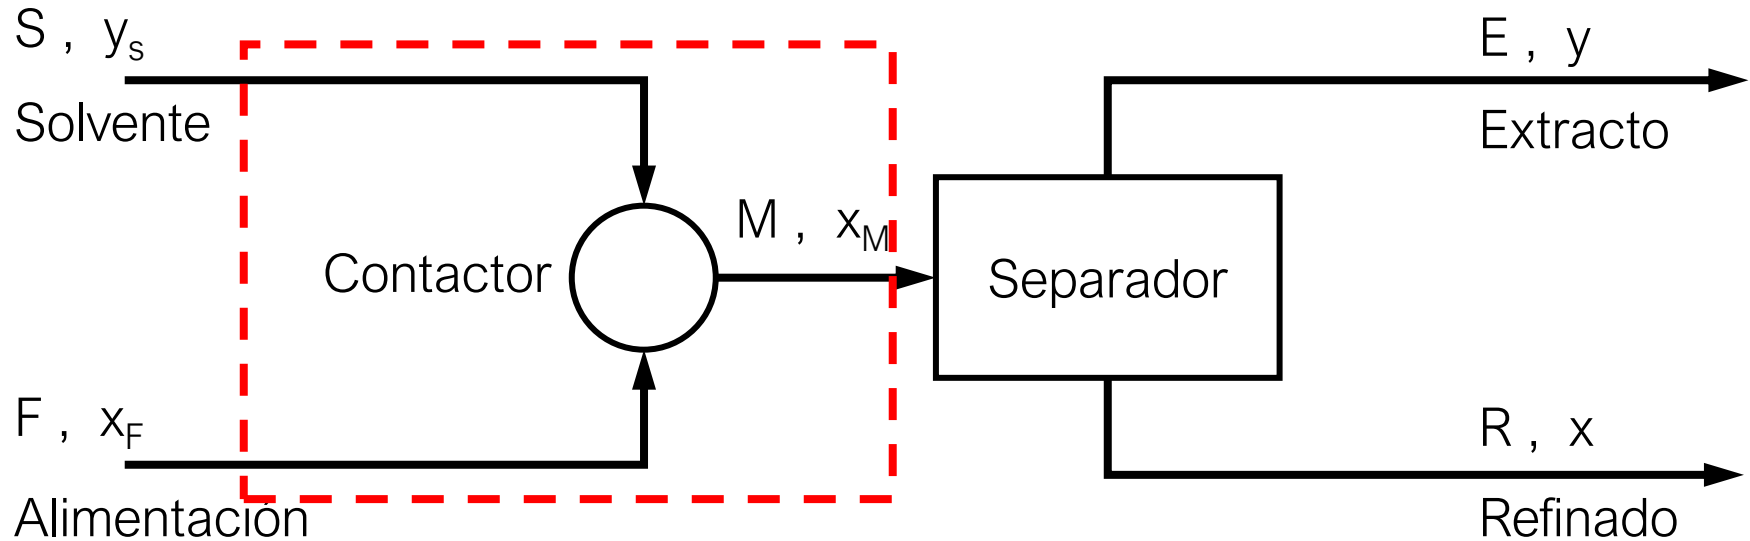 S , ys
Solvente
E , y
Extracto
M , xM
Contactor
Separador
F , xF
Alimentación
R , x
Refinado